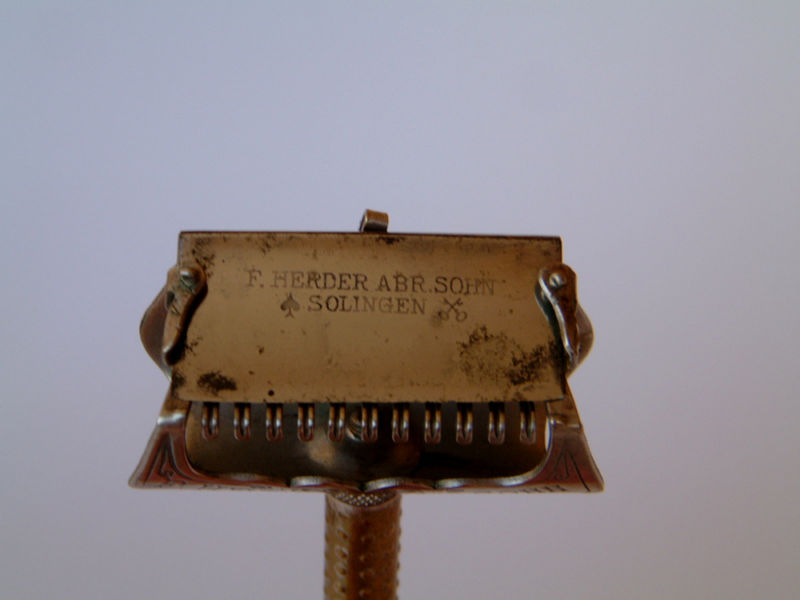 F. HERDER ABR. SOHN
SOLINGEN